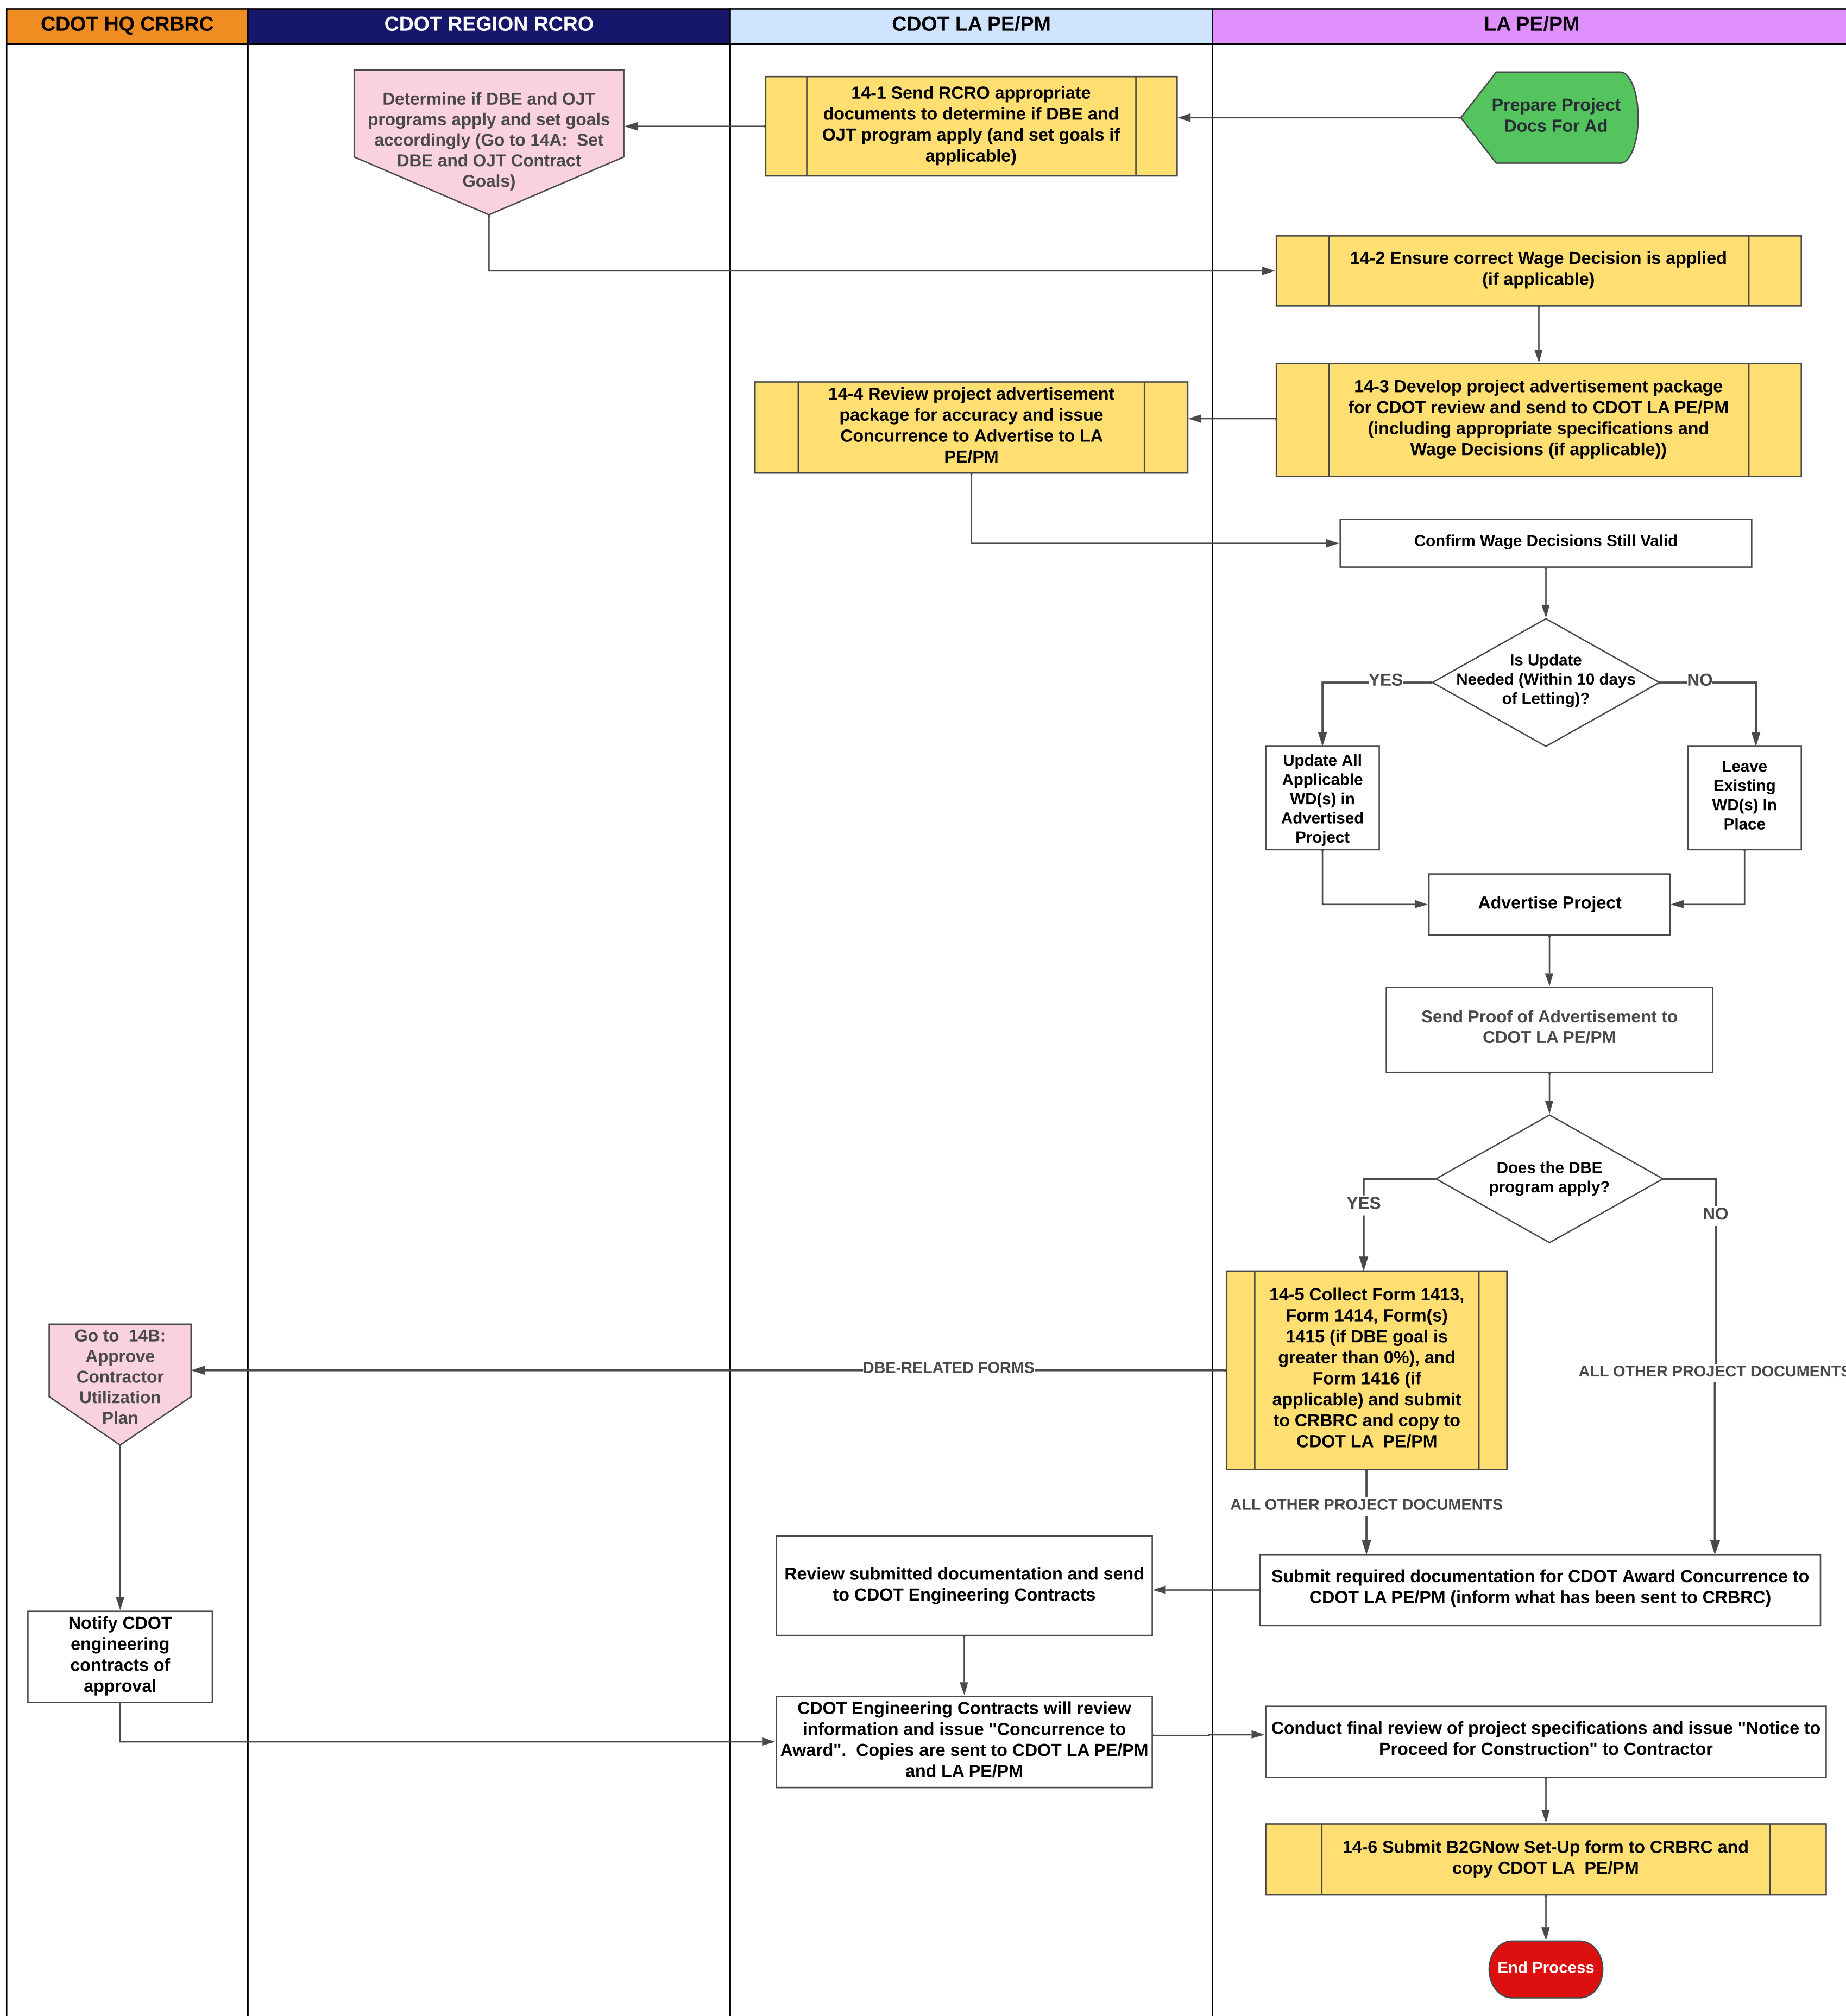 CDOT HQ CRBRC
CDOT REGION RCRO
CDOT LA PE/PM
LA PE/PM
Prepare Project
Docs For Ad
14-1 Send RCRO appropriate
documents to determine if DBE and
OJT program apply (and set goals if
applicable)
Determine if DBE and OJT
programs apply and set goals
accordingly (Go to 14A: Set
DBE and OJT Contract
Goals)
14-2 Ensure correct Wage Decision is applied
(if applicable)
14-3 Develop project advertisement package
for CDOT review and send to CDOT LA PE/PM
(including appropriate specifications and
Wage Decisions (if applicable))
14-4 Review project advertisement
package for accuracy and issue
Concurrence to Advertise to LA
PE/PM
Confirm Wage Decisions Still Valid
Is Update
Needed (Within 10 days
of Letting)?
YES
NO
Update All
Applicable
WD(s) in
Advertised
Project
Leave
Existing
WD(s) In
Place
Advertise Project
Send Proof of Advertisement to
CDOT LA PE/PM
Does the DBE
program apply?
YES
NO
14-5 Collect Form 1413,
Form 1414, Form(s)
1415 (if DBE goal is
greater than 0%), and
Form 1416 (if
applicable) and submit
to CRBRC and copy to
CDOT LA PE/PM
DBE-RELATED FORMS
ALL OTHER PROJECT DOCUMENTS
Go to 14B:
Approve
Contractor
Utilization
Plan
ALL OTHER PROJECT DOCUMENTS
Submit required documentation for CDOT Award Concurrence to
CDOT LA PE/PM (inform what has been sent to CRBRC)
Review submitted documentation and send
to CDOT Engineering Contracts
Notify CDOT
engineering
contracts of
approval
CDOT Engineering Contracts will review
information and issue "Concurrence to
Award". Copies are sent to CDOT LA PE/PM
and LA PE/PM
Conduct final review of project specifications and issue "Notice to
Proceed for Construction" to Contractor
14-6 Submit B2GNow Set-Up form to CRBRC and
copy CDOT LA PE/PM
End Process